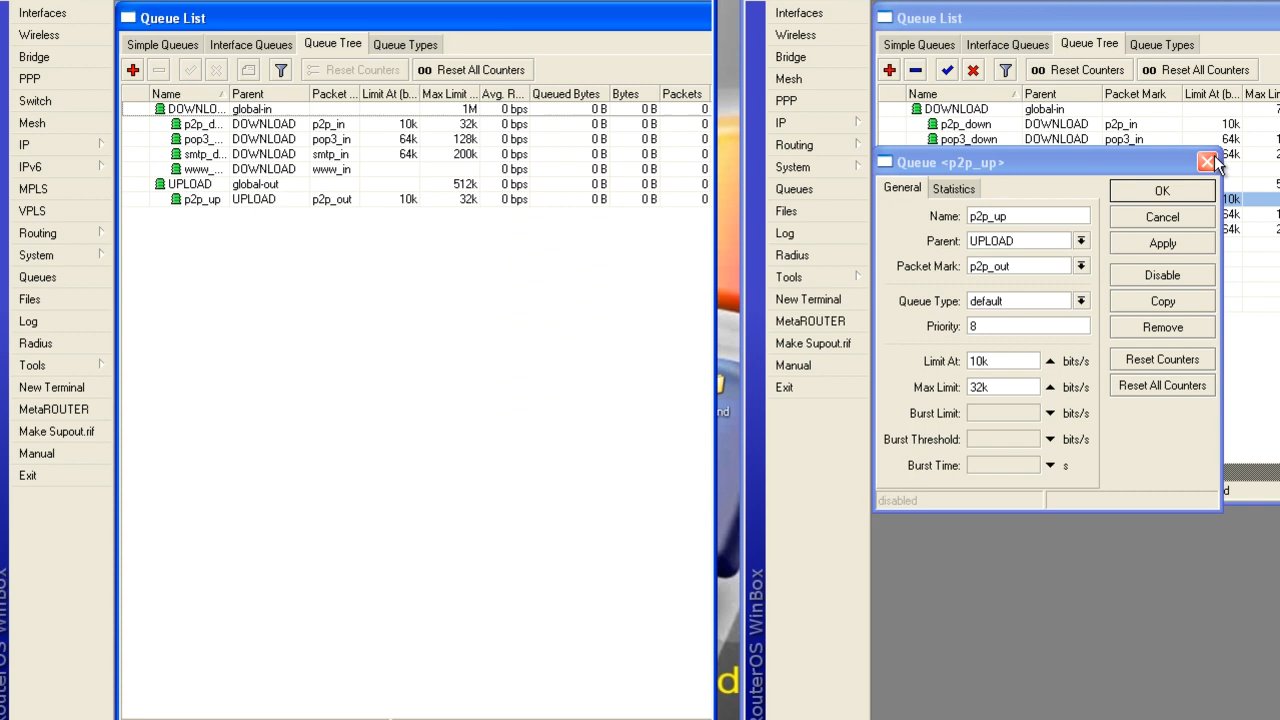 Interfaces
Wireless
Bridge
PPP
Switch
Mesh
IP
IPv6
MPLS
VPLS
Routing
System
Queues
Files
Log
Radius
Tools
New Terminal
MetaROUTER
Make Supout.rif
Manual
Exit
RouterOS WinBox
Queue List
Simple Queues Interface Queues Queue Tree Queue Types
Reset Counters 00 Reset All Counters
Name Parent Packet ... Limit At (b... Max Limit ... Avg. R... Queued Bytes Bytes Packets
DOWNLO... global-in 1M 0 bps 0 B 0 B 0
p2p_d... DOWNLOAD p2p_in 10k 32k 0 bps 0 B 0 B 0
pop3_... DOWNLOAD pop3_in 64k 128k 0 bps 0 B 0 B 0
smtp_d... DOWNLOAD smtp_in 64k 200k 0 bps 0 B 0 B 0
www_... DOWNLOAD www_in 0 bps 0 B 0 B 0
UPLOAD global-out 512k 0 bps 0 B 0 B 0
p2p_up UPLOAD p2p_out 10k 32k 0 bps 0 B 0 B 0
nd
d
Interfaces
Wireless
Bridge
Mesh
PPP
IP
Routing
System
Queues
Files
Log
Radius
Tools
New Terminal
MetaROUTER
Make Supout.rif
Manual
Exit
RouterOS WinBox
Queue List
Simple Queues Interface Queues Queue Tree Queue Types
00 Reset Counters 00 Reset All Counters
Name Parent Packet Mark Limit At (b... Max Lim
DOWNLOAD global-in
p2p_down DOWNLOAD p2p_in 10k
pop3_down DOWNLOAD pop3_in 64k
64k
10k
64k
64k
Queue <p2p_up>
General Statistics
Name: p2p_up
Parent: UPLOAD
Packet Mark: p2p_out
Queue Type: default
Priority: 8
Limit At: 10k bits/s
Max Limit: 32k bits/s
Burst Limit: bits/s
Burst Threshold: bits/s
Burst Time: s
OK
Cancel
Apply
Disable
Copy
Remove
Reset Counters
Reset All Counters
disabled
d